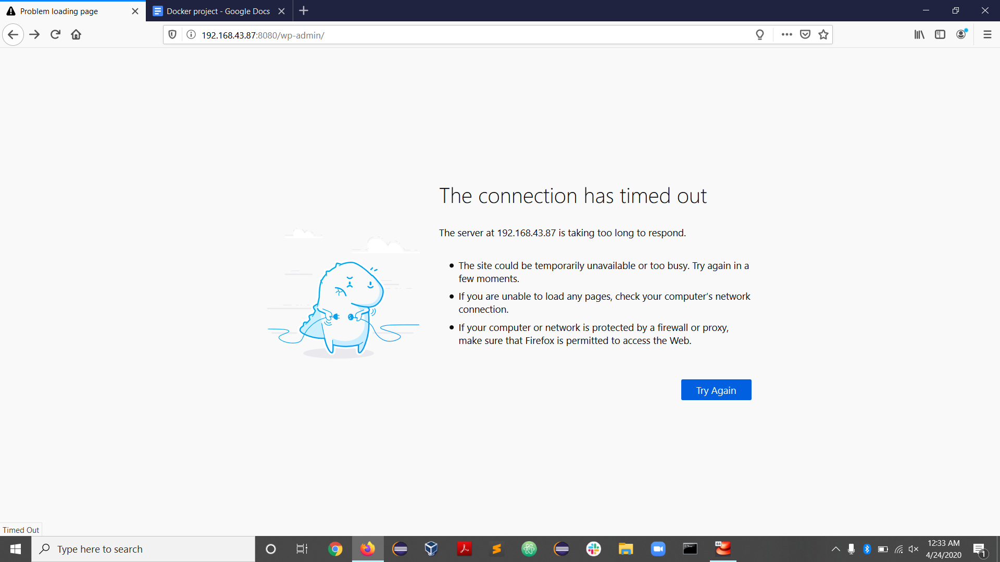 Problem loading page
Docker project - Google Docs
192.168.43.87:8080/wp-admin/
The connection has timed out
The server at 192.168.43.87 is taking too long to respond.
The site could be temporarily unavailable or too busy. Try again in a
few moments.
If you are unable to load any pages, check your computer’s network
connection.
If your computer or network is protected by a firewall or proxy,
make sure that Firefox is permitted to access the Web.
Try Again
Timed Out
Type here to search
64
12:33 AM
4/24/2020
1